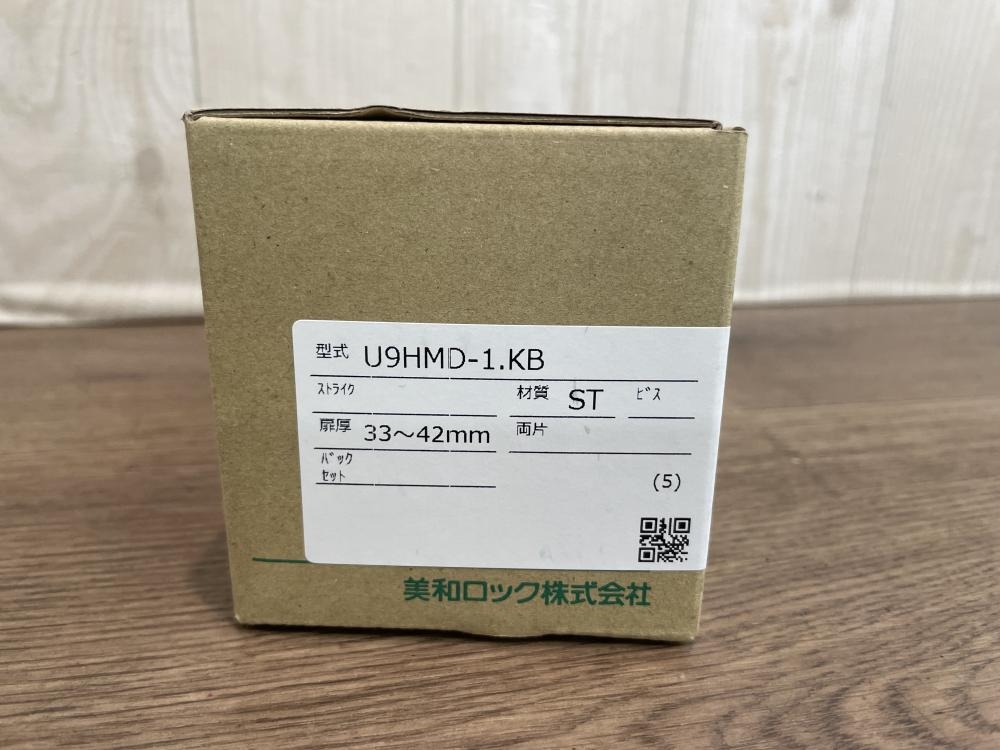 型式 U9HMD-1.KB
ｽﾄﾗｲｸ 材質 ST ﾋﾞｽ
扉厚 33～42mm 両片
ﾊﾞｯｸ
ｾｯﾄ
(5)
美和ロック株式会社